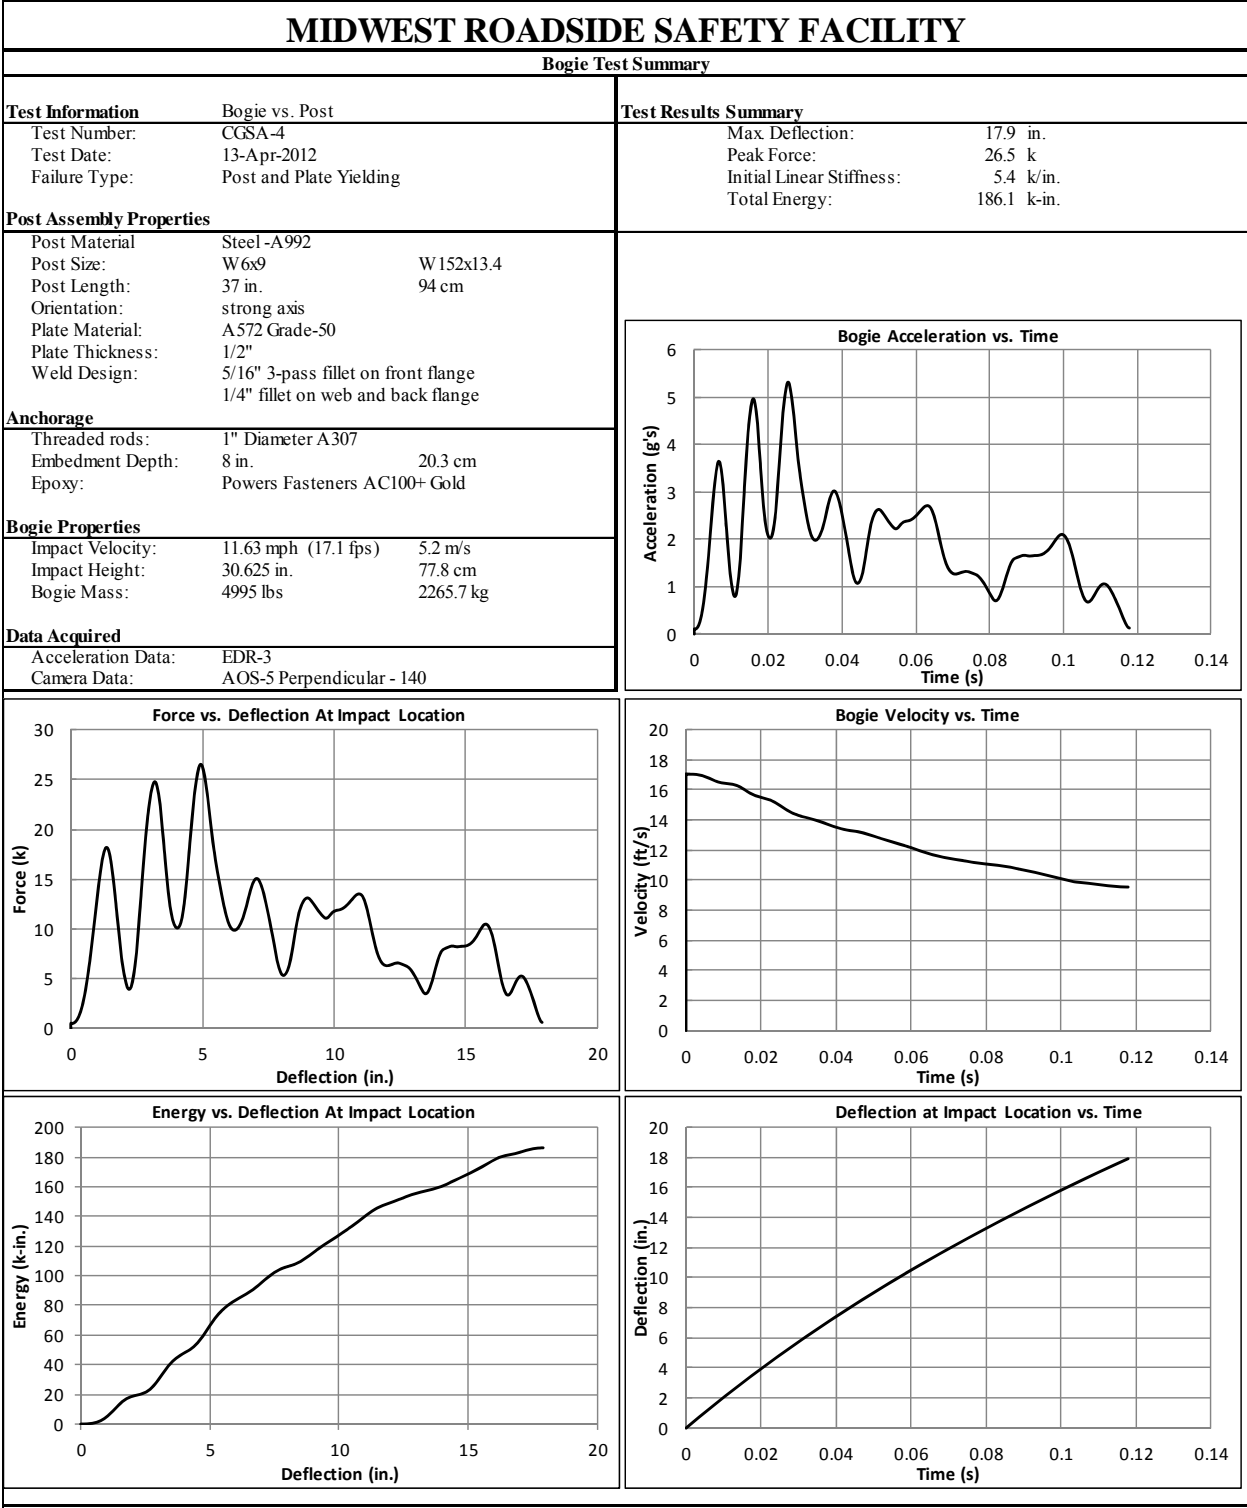 MIDWEST ROADSIDE SAFETY FACILITY
Bogie Test Summary
Test Information Bogie vs. Post
Test Number: CGSA-4
Test Date: 13-Apr-2012
Failure Type: Post and Plate Yielding
Post Assembly Properties
Post Material Steel -A992
Post Size: W6x9 W152x13.4
Post Length: 37 in. 94 cm
Orientation: strong axis
Plate Material: A572 Grade-50
Plate Thickness: 1/2"
Weld Design: 5/16" 3-pass fillet on front flange
1/4" fillet on web and back flange
Anchorage
Threaded rods: 1" Diameter A307
Embedment Depth: 8 in. 20.3 cm
Epoxy: Powers Fasteners AC100+ Gold
Bogie Properties
Impact Velocity: 11.63 mph (17.1 fps) 5.2 m/s
Impact Height: 30.625 in. 77.8 cm
Bogie Mass: 4995 lbs 2265.7 kg
Data Acquired
Acceleration Data: EDR-3
Camera Data: AOS-5 Perpendicular - 140
Test Results Summary
Max. Deflection: 17.9 in.
Peak Force: 26.5 k
Initial Linear Stiffness: 5.4 k/in.
Total Energy: 186.1 k-in.
Bogie Acceleration vs. Time
Acceleration (g's)
6
5
4
3
2
1
0
0 0.02 0.04 0.06 0.08 0.1 0.12 0.14
Time (s)
Force vs. Deflection At Impact Location
Force (k)
30
25
20
15
10
5
0
0 5 10 15 20
Deflection (in.)
Bogie Velocity vs. Time
Velocity (ft/s)
20
18
16
14
12
10
8
6
4
2
0
0 0.02 0.04 0.06 0.08 0.1 0.12 0.14
Time (s)
Energy vs. Deflection At Impact Location
Energy (k-in.)
200
180
160
140
120
100
80
60
40
20
0
0 5 10 15 20
Deflection (in.)
Deflection at Impact Location vs. Time
Deflection (in.)
20
18
16
14
12
10
8
6
4
2
0
0 0.02 0.04 0.06 0.08 0.1 0.12 0.14
Time (s)